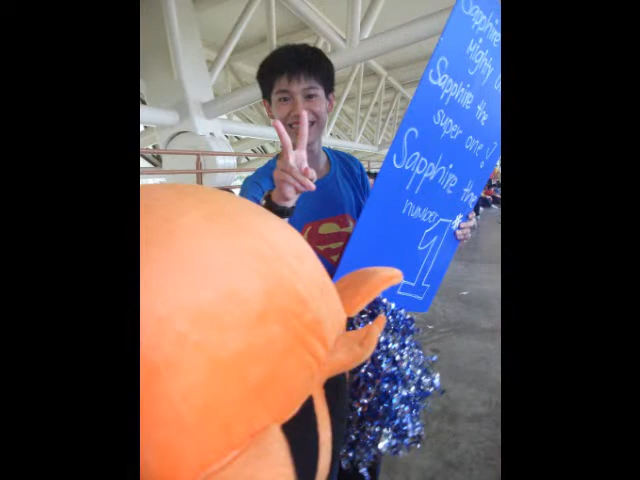 Sapphire
Mighty
Sapphire the
super one!
Sapphire the
number
1
S